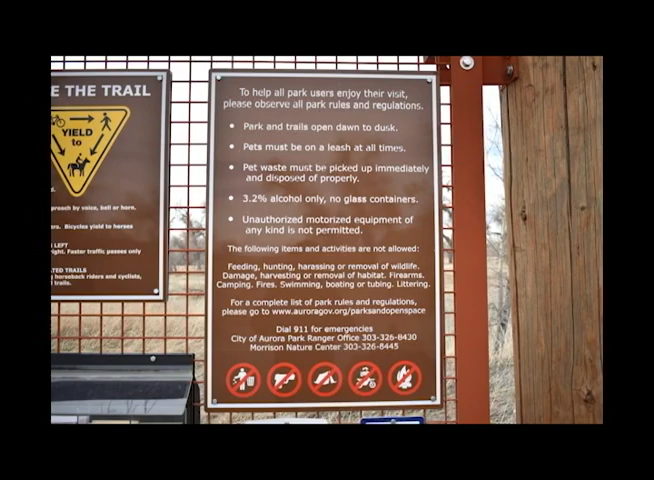 E THE TRAIL
YIELD
to
d.
proach by voice, bell or horn.
ers. Bicycles yield to horses
N LEFT
right. Faster traffic passes only
ATED TRAILS
horseback riders and cyclists,
trails.
To help all park users enjoy their visit,
please observe all park rules and regulations.
• Park and trails open dawn to dusk.
• Pets must be on a leash at all times.
• Pet waste must be picked up immediately
and disposed of properly.
• 3.2% alcohol only, no glass containers.
• Unauthorized motorized equipment of
any kind is not permitted.
The following items and activities are not allowed:
Feeding, hunting, harassing or removal of wildlife.
Damage, harvesting or removal of habitat. Firearms.
Camping. Fires. Swimming, boating or tubing. Littering.
For a complete list of park rules and regulations,
please go to www.auroragov.org/parksandopenspace
Dial 911 for emergencies
City of Aurora Park Ranger Office 303-326-8430
Morrison Nature Center 303-326-8445